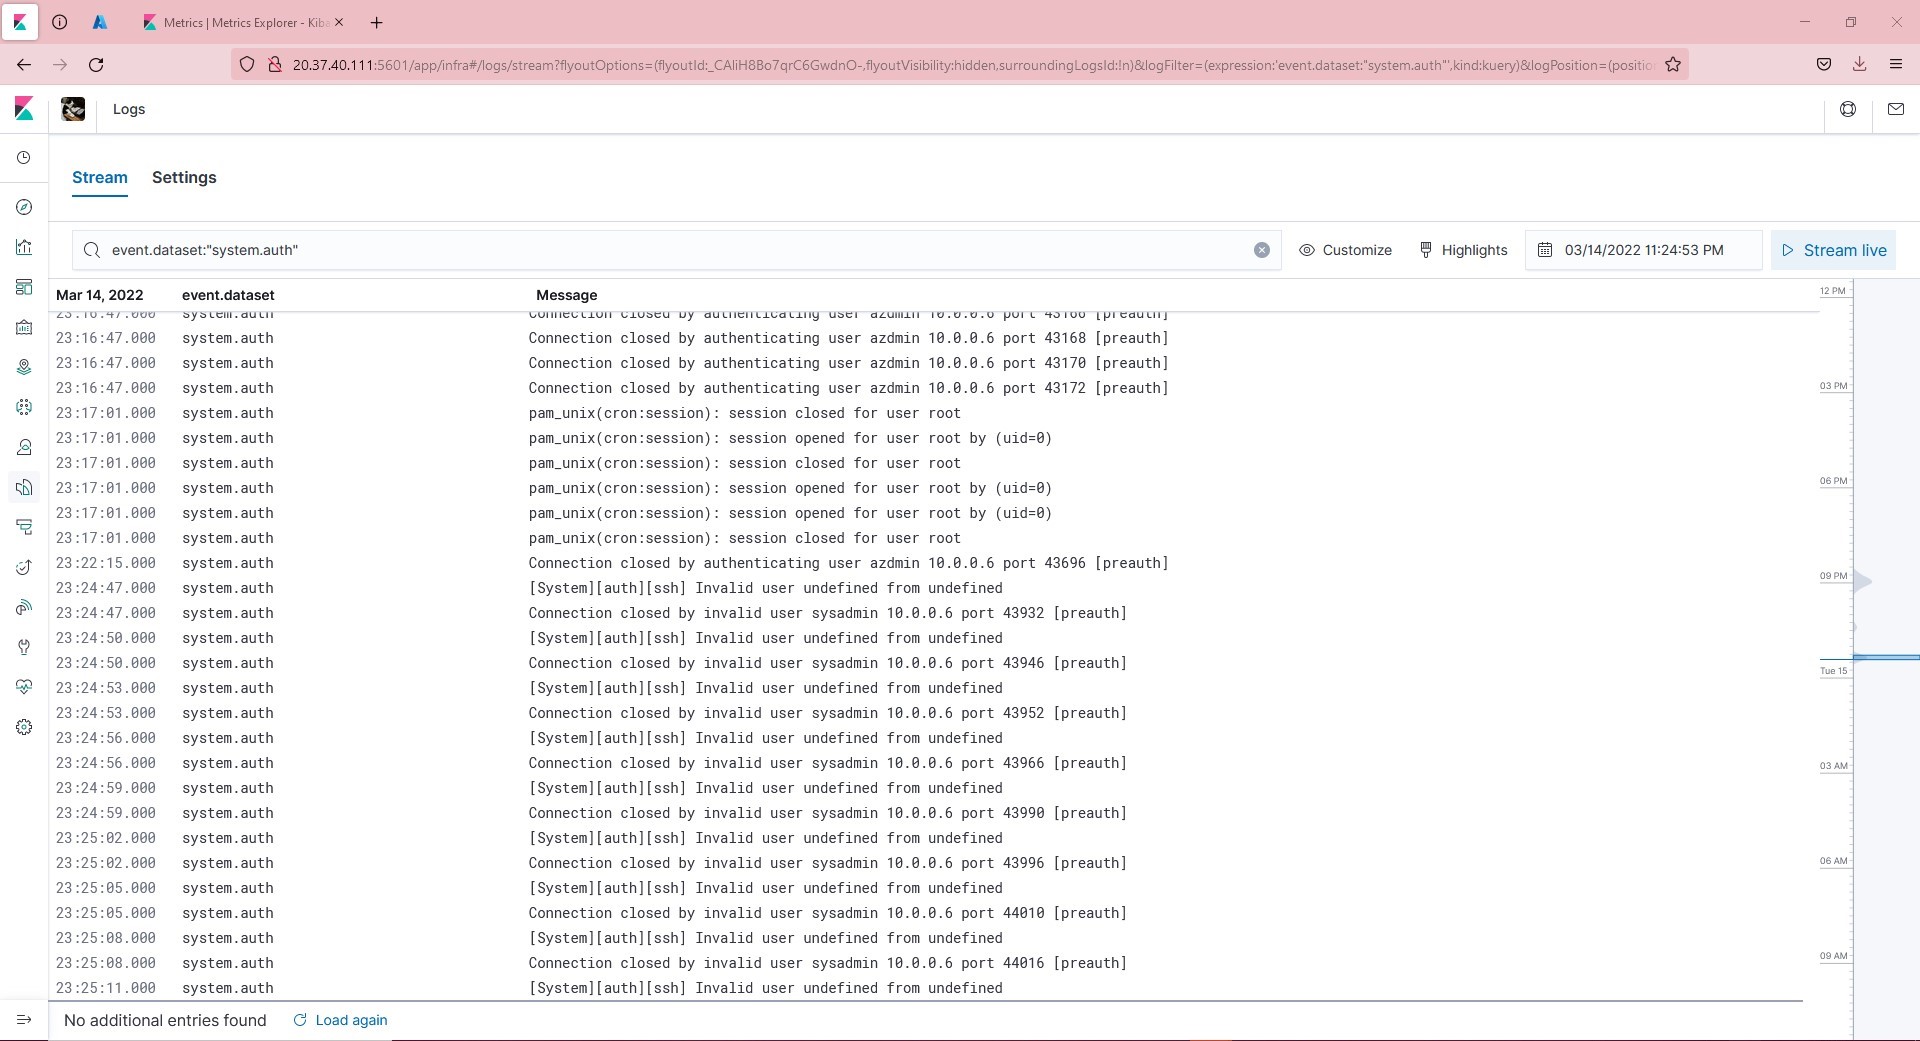 Metrics | Metrics Explorer - Kiba
20.37.40.111:5601/app/infra#/logs/stream?flyoutOptions=(flyoutId:_CAliH8Bo7qrC6GwdnO-,flyoutVisibility:hidden,surroundingLogsId:!n)&logFilter=(expression:'event.dataset:"system.auth"',kind:kuery)&logPosition=(positio
Logs
Stream Settings
event.dataset:"system.auth" Customize Highlights 03/14/2022 11:24:53 PM Stream live
Mar 14, 2022 event.dataset Message
23:16:47.000 system.auth Connection closed by authenticating user azdmin 10.0.0.6 port 43166 [preauth]
23:16:47.000 system.auth Connection closed by authenticating user azdmin 10.0.0.6 port 43168 [preauth]
23:16:47.000 system.auth Connection closed by authenticating user azdmin 10.0.0.6 port 43170 [preauth]
23:16:47.000 system.auth Connection closed by authenticating user azdmin 10.0.0.6 port 43172 [preauth]
23:17:01.000 system.auth pam_unix(cron:session): session closed for user root
23:17:01.000 system.auth pam_unix(cron:session): session opened for user root by (uid=0)
23:17:01.000 system.auth pam_unix(cron:session): session closed for user root
23:17:01.000 system.auth pam_unix(cron:session): session opened for user root by (uid=0)
23:17:01.000 system.auth pam_unix(cron:session): session opened for user root by (uid=0)
23:17:01.000 system.auth pam_unix(cron:session): session closed for user root
23:22:15.000 system.auth Connection closed by authenticating user azdmin 10.0.0.6 port 43696 [preauth]
23:24:47.000 system.auth [System][auth][ssh] Invalid user undefined from undefined
23:24:47.000 system.auth Connection closed by invalid user sysadmin 10.0.0.6 port 43932 [preauth]
23:24:50.000 system.auth [System][auth][ssh] Invalid user undefined from undefined
23:24:50.000 system.auth Connection closed by invalid user sysadmin 10.0.0.6 port 43946 [preauth]
23:24:53.000 system.auth [System][auth][ssh] Invalid user undefined from undefined
23:24:53.000 system.auth Connection closed by invalid user sysadmin 10.0.0.6 port 43952 [preauth]
23:24:56.000 system.auth [System][auth][ssh] Invalid user undefined from undefined
23:24:56.000 system.auth Connection closed by invalid user sysadmin 10.0.0.6 port 43966 [preauth]
23:24:59.000 system.auth [System][auth][ssh] Invalid user undefined from undefined
23:24:59.000 system.auth Connection closed by invalid user sysadmin 10.0.0.6 port 43990 [preauth]
23:25:02.000 system.auth [System][auth][ssh] Invalid user undefined from undefined
23:25:02.000 system.auth Connection closed by invalid user sysadmin 10.0.0.6 port 43996 [preauth]
23:25:05.000 system.auth [System][auth][ssh] Invalid user undefined from undefined
23:25:05.000 system.auth Connection closed by invalid user sysadmin 10.0.0.6 port 44010 [preauth]
23:25:08.000 system.auth [System][auth][ssh] Invalid user undefined from undefined
23:25:08.000 system.auth Connection closed by invalid user sysadmin 10.0.0.6 port 44016 [preauth]
23:25:11.000 system.auth [System][auth][ssh] Invalid user undefined from undefined
12 PM
03 PM
06 PM
09 PM
Tue 15
03 AM
06 AM
09 AM
No additional entries found Load again